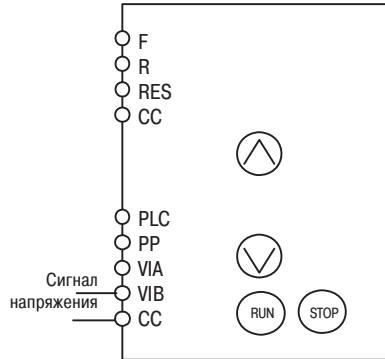 F
R
RES
CC
PLC
PP
VIA
Сигнал
напряжения
VIB
CC
RUN STOP